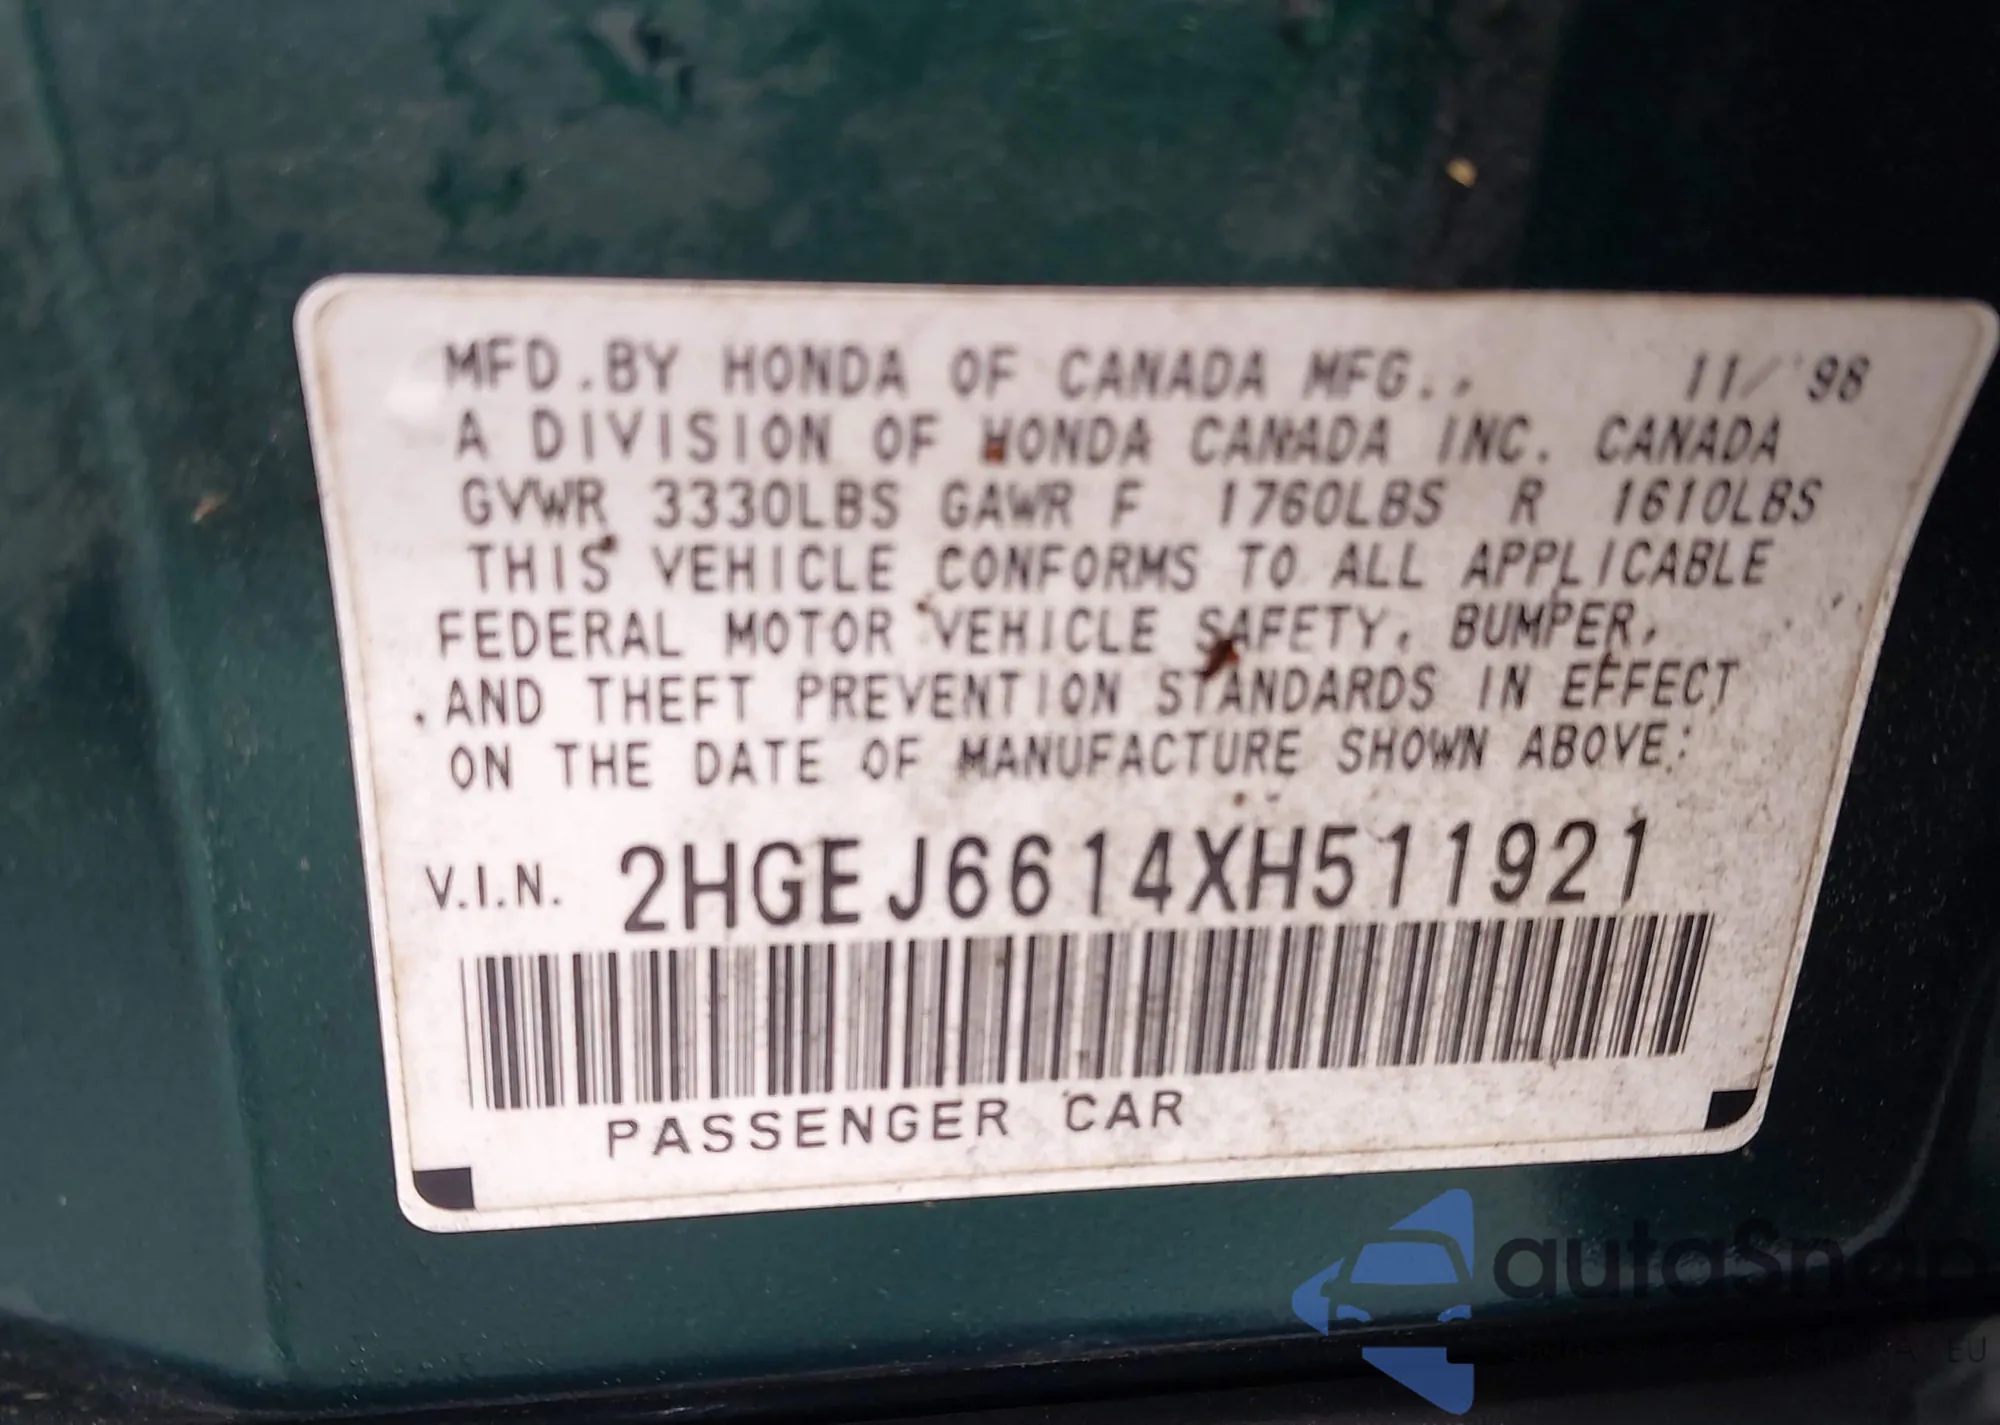 MFD.BY HONDA OF CANADA MFG., 11/'98
A DIVISION OF HONDA CANADA INC. CANADA
GVWR 3330LBS GAWR F 1760LBS R 1610LBS
THIS VEHICLE CONFORMS TO ALL APPLICABLE
FEDERAL MOTOR VEHICLE SAFETY, BUMPER,
AND THEFT PREVENTION STANDARDS IN EFFECT
ON THE DATE OF MANUFACTURE SHOWN ABOVE:
V.I.N. 2HGEJ6614XH511921
PASSENGER CAR
autaSnap
EU